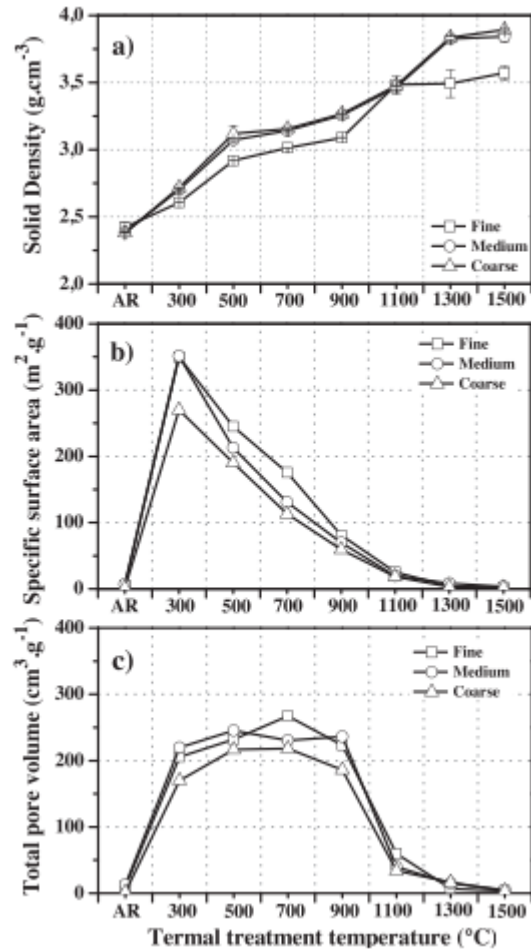 a)
Solid Density (g.cm⁻³)
4,0
3,5
3,0
2,5
2,0
Fine
Medium
Coarse
AR 300 500 700 900 1100 1300 1500
b)
Specific surface area (m².g⁻¹)
400
300
200
100
0
Fine
Medium
Coarse
AR 300 500 700 900 1100 1300 1500
c)
Total pore volume (cm³.g⁻¹)
400
300
200
100
0
Fine
Medium
Coarse
AR 300 500 700 900 1100 1300 1500
Termal treatment temperature (°C)